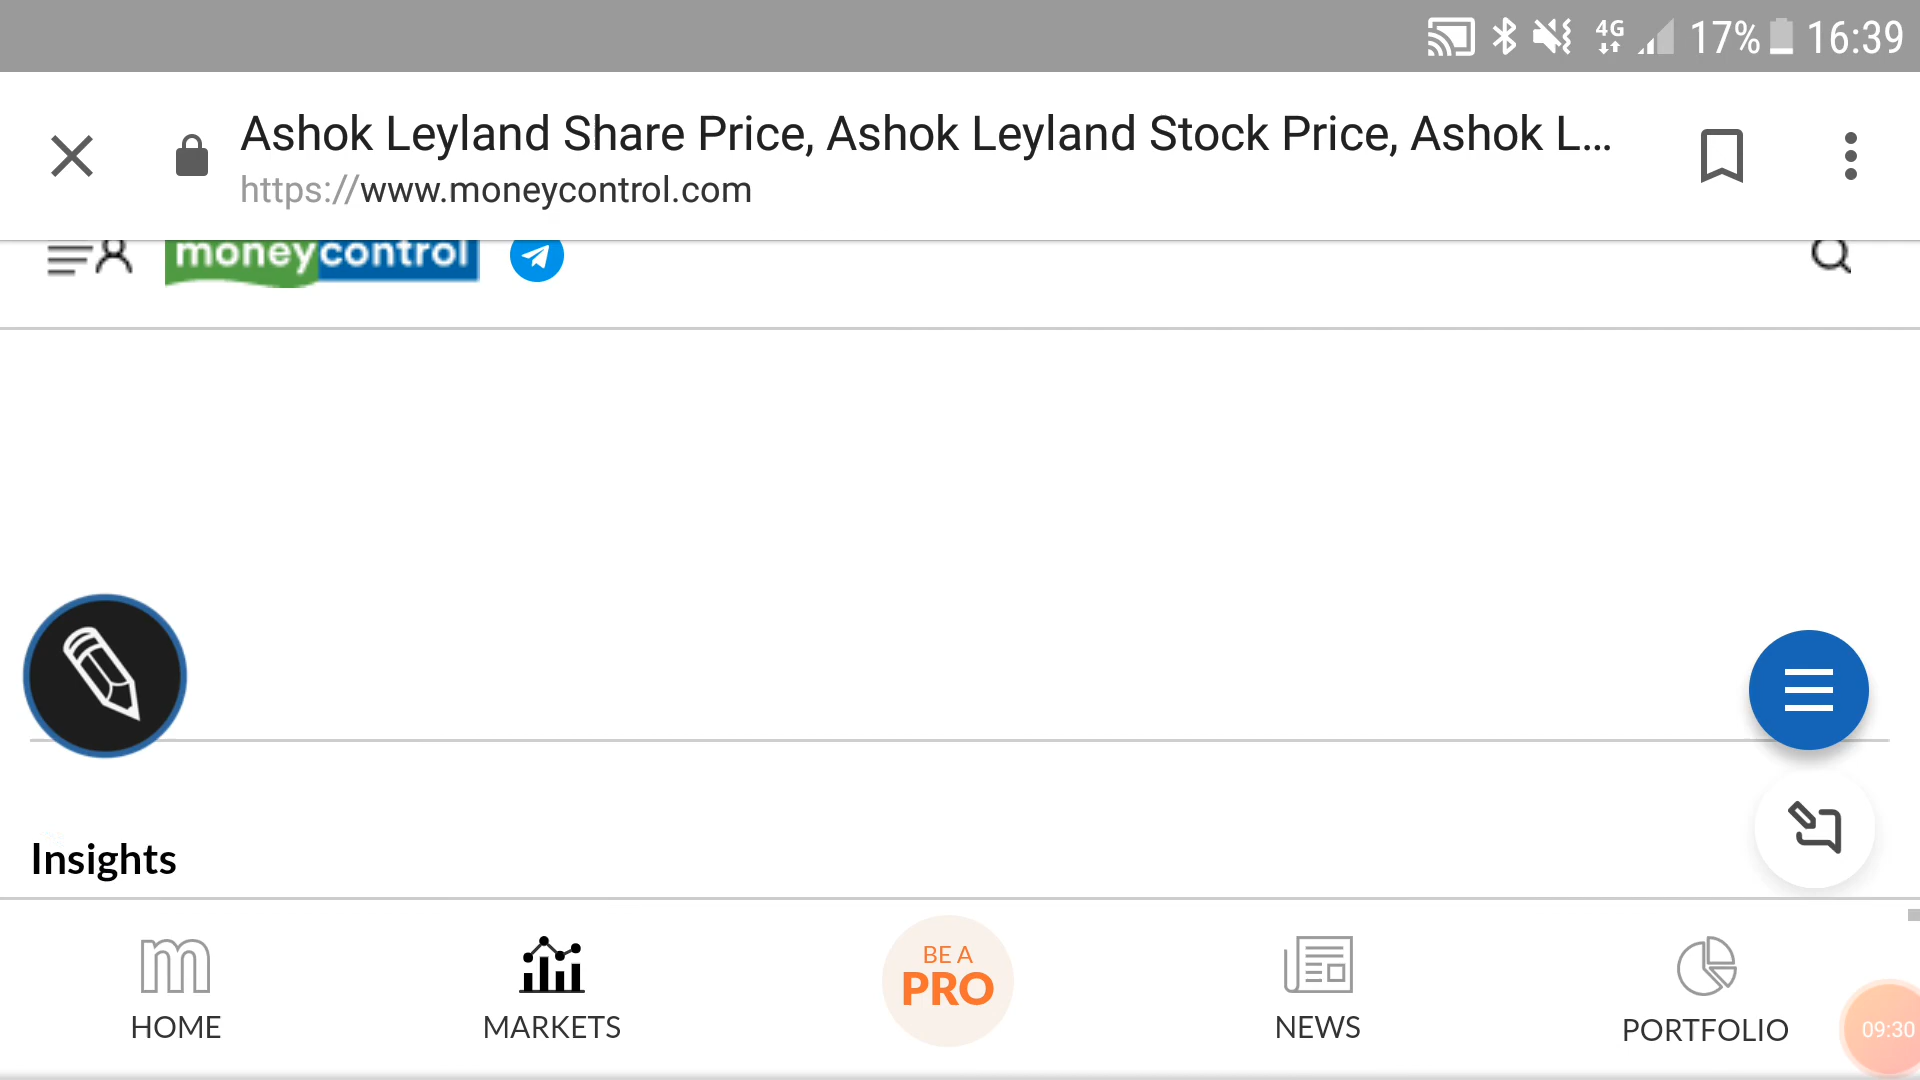 4G 17% 16:39
Ashok Leyland Share Price, Ashok Leyland Stock Price, Ashok L...
https://www.moneycontrol.com
moneycontrol
Insights
BE A
PRO
HOME
MARKETS
NEWS
PORTFOLIO
09:30